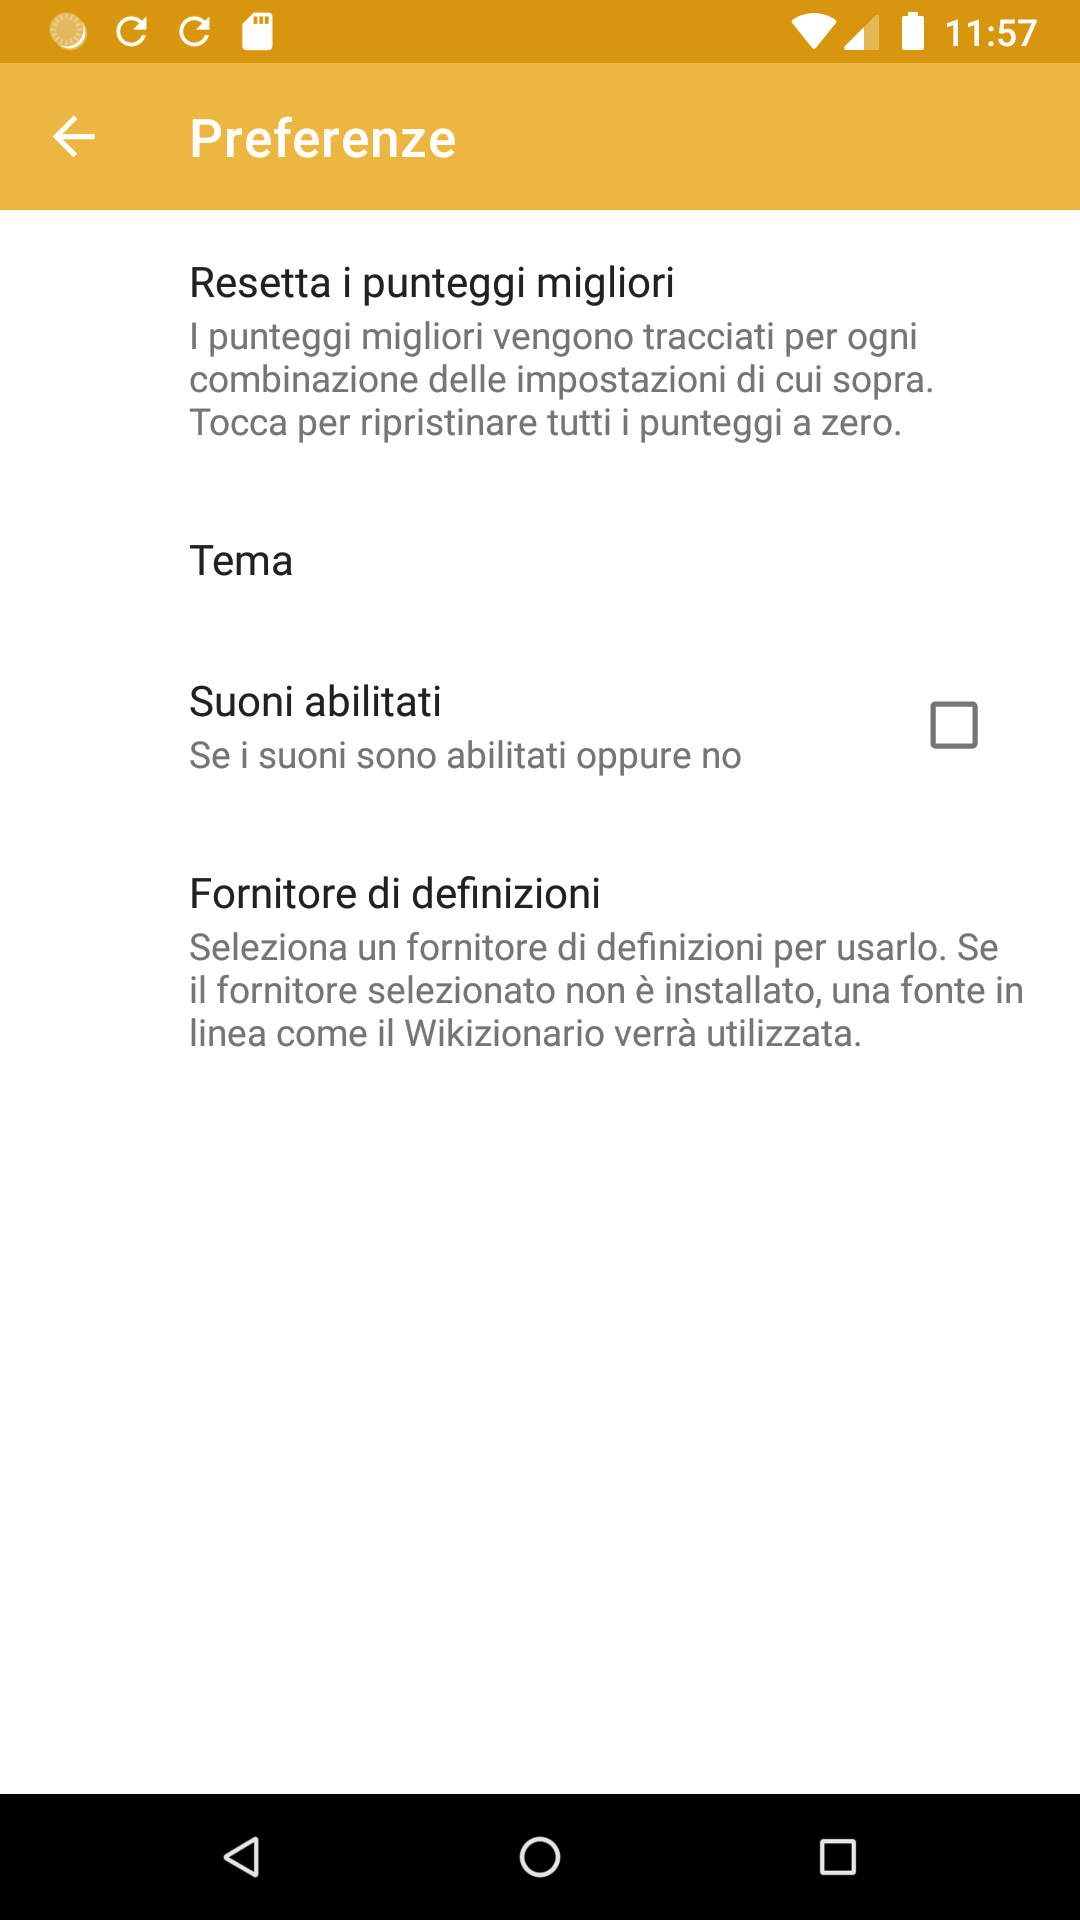 11:57
Preferenze
Resetta i punteggi migliori
I punteggi migliori vengono tracciati per ogni
combinazione delle impostazioni di cui sopra.
Tocca per ripristinare tutti i punteggi a zero.
Tema
Suoni abilitati
Se i suoni sono abilitati oppure no
Fornitore di definizioni
Seleziona un fornitore di definizioni per usarlo. Se
il fornitore selezionato non è installato, una fonte in
linea come il Wikizionario verrà utilizzata.